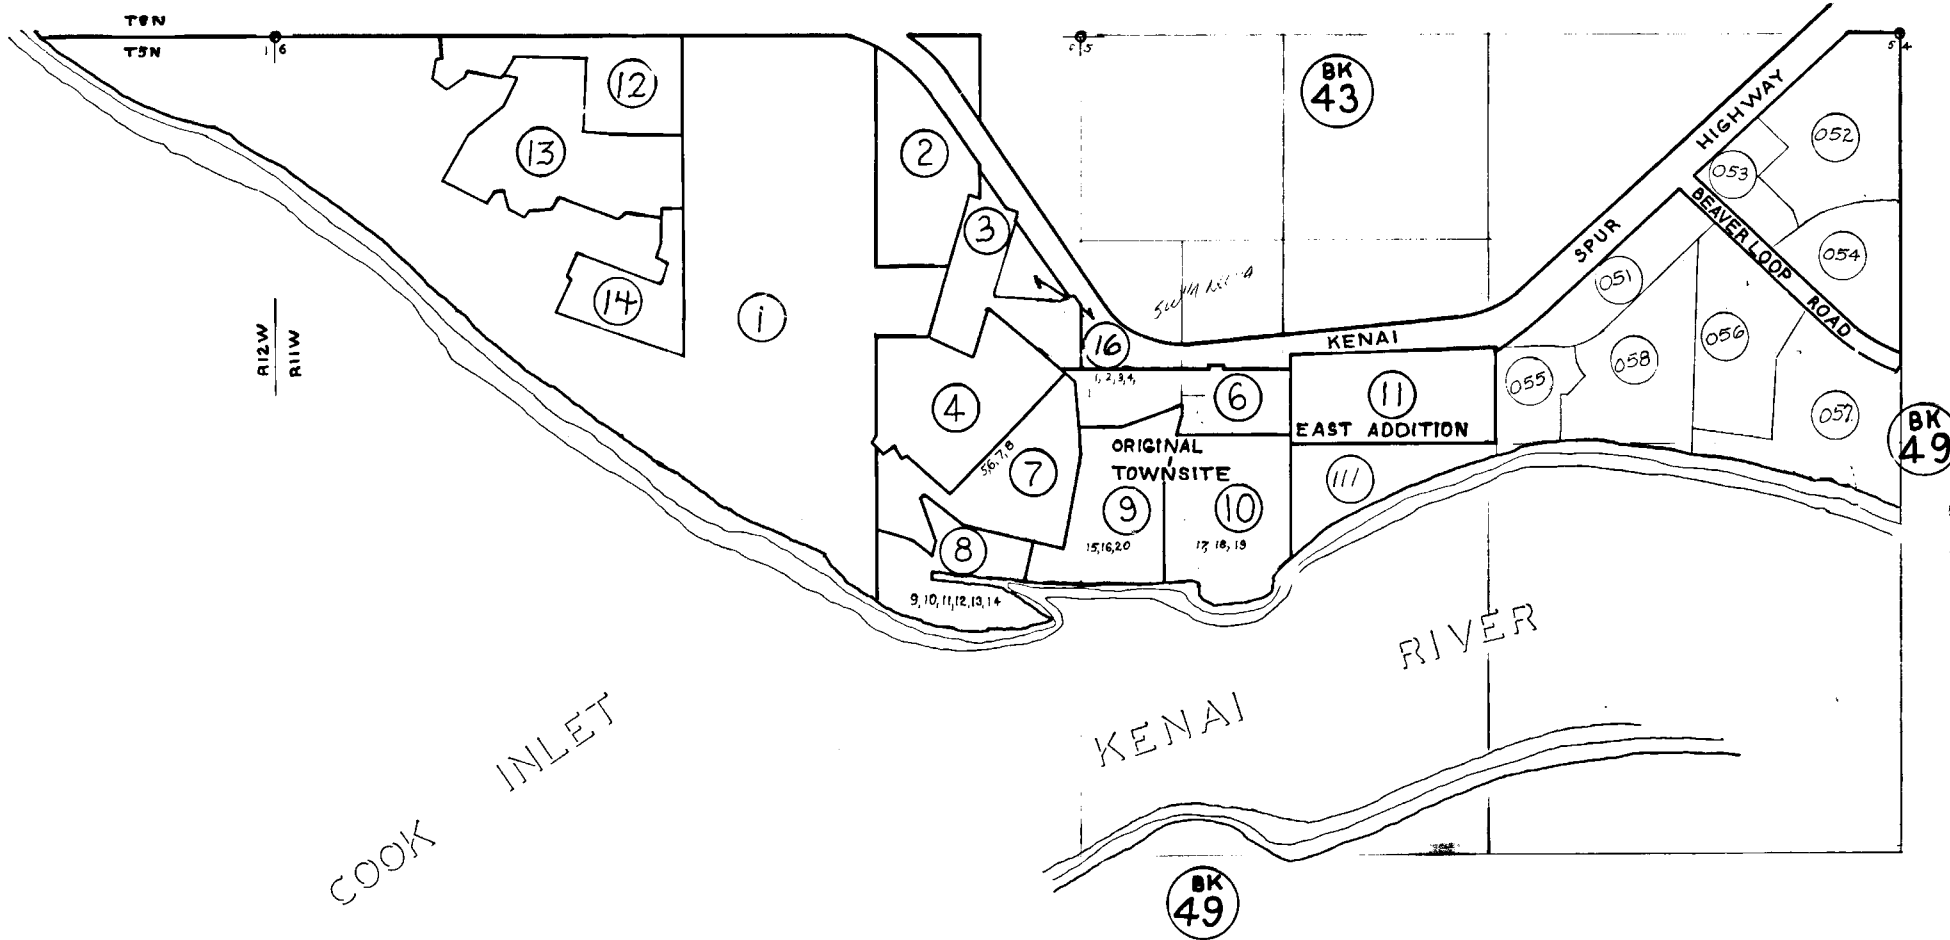 T6N
T5N
1 6
6 5
5 4
12
13
14
1
2
3
BK
43
16
1, 2, 3, 4,
4
5, 6, 7, 8
7
8
9, 10, 11, 12, 13, 14
6
11
EAST ADDITION
ORIGINAL
TOWNSITE
9
15, 16, 20
10
17, 18, 19
111
KENAI
SPUR
HIGHWAY
BEAVER LOOP ROAD
051
052
053
054
055
056
057
058
BK
49
R12W
R11W
COOK INLET
KENAI RIVER
BK
49